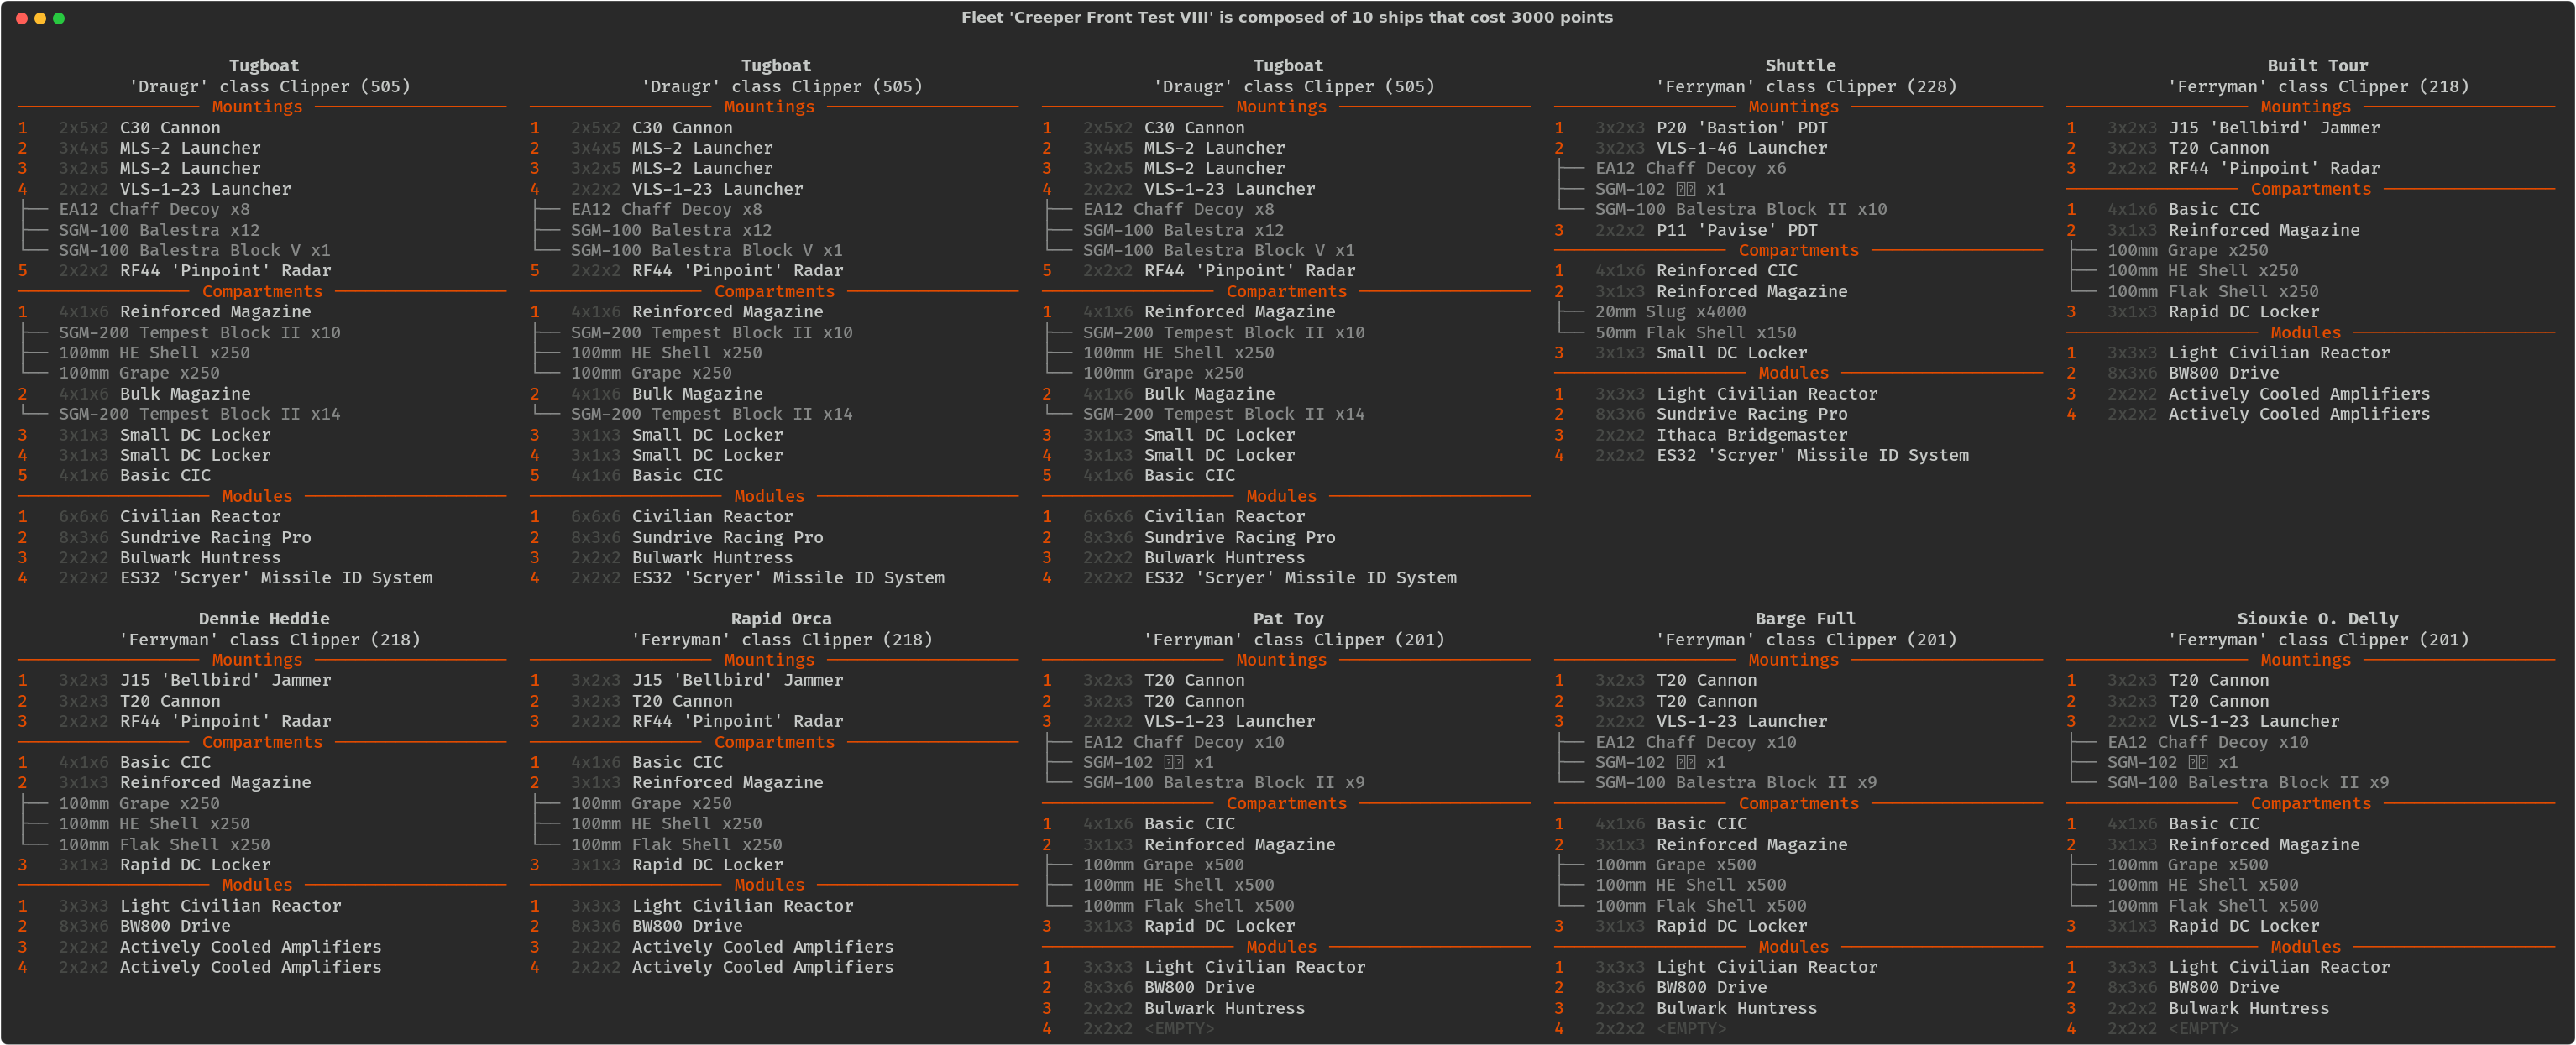 Fleet 'Creeper Front Test VIII' is composed of 10 ships that cost 3000 points
Tugboat
'Draugr' class Clipper (505)
Mountings
1 2x5x2 C30 Cannon
2 3x4x5 MLS-2 Launcher
3 3x2x5 MLS-2 Launcher
4 2x2x2 VLS-1-23 Launcher
EA12 Chaff Decoy x8
SGM-100 Balestra x12
SGM-100 Balestra Block V x1
5 2x2x2 RF44 'Pinpoint' Radar
Compartments
1 4x1x6 Reinforced Magazine
SGM-200 Tempest Block II x10
100mm HE Shell x250
100mm Grape x250
2 4x1x6 Bulk Magazine
SGM-200 Tempest Block II x14
3 3x1x3 Small DC Locker
4 3x1x3 Small DC Locker
5 4x1x6 Basic CIC
Modules
1 6x6x6 Civilian Reactor
2 8x3x6 Sundrive Racing Pro
3 2x2x2 Bulwark Huntress
4 2x2x2 ES32 'Scryer' Missile ID System
Tugboat
'Draugr' class Clipper (505)
Mountings
1 2x5x2 C30 Cannon
2 3x4x5 MLS-2 Launcher
3 3x2x5 MLS-2 Launcher
4 2x2x2 VLS-1-23 Launcher
EA12 Chaff Decoy x8
SGM-100 Balestra x12
SGM-100 Balestra Block V x1
5 2x2x2 RF44 'Pinpoint' Radar
Compartments
1 4x1x6 Reinforced Magazine
SGM-200 Tempest Block II x10
100mm HE Shell x250
100mm Grape x250
2 4x1x6 Bulk Magazine
SGM-200 Tempest Block II x14
3 3x1x3 Small DC Locker
4 3x1x3 Small DC Locker
5 4x1x6 Basic CIC
Modules
1 6x6x6 Civilian Reactor
2 8x3x6 Sundrive Racing Pro
3 2x2x2 Bulwark Huntress
4 2x2x2 ES32 'Scryer' Missile ID System
Tugboat
'Draugr' class Clipper (505)
Mountings
1 2x5x2 C30 Cannon
2 3x4x5 MLS-2 Launcher
3 3x2x5 MLS-2 Launcher
4 2x2x2 VLS-1-23 Launcher
EA12 Chaff Decoy x8
SGM-100 Balestra x12
SGM-100 Balestra Block V x1
5 2x2x2 RF44 'Pinpoint' Radar
Compartments
1 4x1x6 Reinforced Magazine
SGM-200 Tempest Block II x10
100mm HE Shell x250
100mm Grape x250
2 4x1x6 Bulk Magazine
SGM-200 Tempest Block II x14
3 3x1x3 Small DC Locker
4 3x1x3 Small DC Locker
5 4x1x6 Basic CIC
Modules
1 6x6x6 Civilian Reactor
2 8x3x6 Sundrive Racing Pro
3 2x2x2 Bulwark Huntress
4 2x2x2 ES32 'Scryer' Missile ID System
Shuttle
'Ferryman' class Clipper (228)
Mountings
1 3x2x3 P20 'Bastion' PDT
2 3x2x3 VLS-1-46 Launcher
EA12 Chaff Decoy x6
SGM-102 x1
SGM-100 Balestra Block II x10
3 2x2x2 P11 'Pavise' PDT
Compartments
1 4x1x6 Reinforced CIC
2 3x1x3 Reinforced Magazine
20mm Slug x4000
50mm Flak Shell x150
3 3x1x3 Small DC Locker
Modules
1 3x3x3 Light Civilian Reactor
2 8x3x6 Sundrive Racing Pro
3 2x2x2 Ithaca Bridgemaster
4 2x2x2 ES32 'Scryer' Missile ID System
Built Tour
'Ferryman' class Clipper (218)
Mountings
1 3x2x3 J15 'Bellbird' Jammer
2 3x2x3 T20 Cannon
3 2x2x2 RF44 'Pinpoint' Radar
Compartments
1 4x1x6 Basic CIC
2 3x1x3 Reinforced Magazine
100mm Grape x250
100mm HE Shell x250
100mm Flak Shell x250
3 3x1x3 Rapid DC Locker
Modules
1 3x3x3 Light Civilian Reactor
2 8x3x6 BW800 Drive
3 2x2x2 Actively Cooled Amplifiers
4 2x2x2 Actively Cooled Amplifiers
Dennie Heddie
'Ferryman' class Clipper (218)
Mountings
1 3x2x3 J15 'Bellbird' Jammer
2 3x2x3 T20 Cannon
3 2x2x2 RF44 'Pinpoint' Radar
Compartments
1 4x1x6 Basic CIC
2 3x1x3 Reinforced Magazine
100mm Grape x250
100mm HE Shell x250
100mm Flak Shell x250
3 3x1x3 Rapid DC Locker
Modules
1 3x3x3 Light Civilian Reactor
2 8x3x6 BW800 Drive
3 2x2x2 Actively Cooled Amplifiers
4 2x2x2 Actively Cooled Amplifiers
Rapid Orca
'Ferryman' class Clipper (218)
Mountings
1 3x2x3 J15 'Bellbird' Jammer
2 3x2x3 T20 Cannon
3 2x2x2 RF44 'Pinpoint' Radar
Compartments
1 4x1x6 Basic CIC
2 3x1x3 Reinforced Magazine
100mm Grape x250
100mm HE Shell x250
100mm Flak Shell x250
3 3x1x3 Rapid DC Locker
Modules
1 3x3x3 Light Civilian Reactor
2 8x3x6 BW800 Drive
3 2x2x2 Actively Cooled Amplifiers
4 2x2x2 Actively Cooled Amplifiers
Pat Toy
'Ferryman' class Clipper (201)
Mountings
1 3x2x3 T20 Cannon
2 3x2x3 T20 Cannon
3 2x2x2 VLS-1-23 Launcher
EA12 Chaff Decoy x10
SGM-102 x1
SGM-100 Balestra Block II x9
Compartments
1 4x1x6 Basic CIC
2 3x1x3 Reinforced Magazine
100mm Grape x500
100mm HE Shell x500
100mm Flak Shell x500
3 3x1x3 Rapid DC Locker
Modules
1 3x3x3 Light Civilian Reactor
2 8x3x6 BW800 Drive
3 2x2x2 Bulwark Huntress
4 2x2x2 <EMPTY>
Barge Full
'Ferryman' class Clipper (201)
Mountings
1 3x2x3 T20 Cannon
2 3x2x3 T20 Cannon
3 2x2x2 VLS-1-23 Launcher
EA12 Chaff Decoy x10
SGM-102 x1
SGM-100 Balestra Block II x9
Compartments
1 4x1x6 Basic CIC
2 3x1x3 Reinforced Magazine
100mm Grape x500
100mm HE Shell x500
100mm Flak Shell x500
3 3x1x3 Rapid DC Locker
Modules
1 3x3x3 Light Civilian Reactor
2 8x3x6 BW800 Drive
3 2x2x2 Bulwark Huntress
4 2x2x2 <EMPTY>
Siouxie O. Delly
'Ferryman' class Clipper (201)
Mountings
1 3x2x3 T20 Cannon
2 3x2x3 T20 Cannon
3 2x2x2 VLS-1-23 Launcher
EA12 Chaff Decoy x10
SGM-102 x1
SGM-100 Balestra Block II x9
Compartments
1 4x1x6 Basic CIC
2 3x1x3 Reinforced Magazine
100mm Grape x500
100mm HE Shell x500
100mm Flak Shell x500
3 3x1x3 Rapid DC Locker
Modules
1 3x3x3 Light Civilian Reactor
2 8x3x6 BW800 Drive
3 2x2x2 Bulwark Huntress
4 2x2x2 <EMPTY>